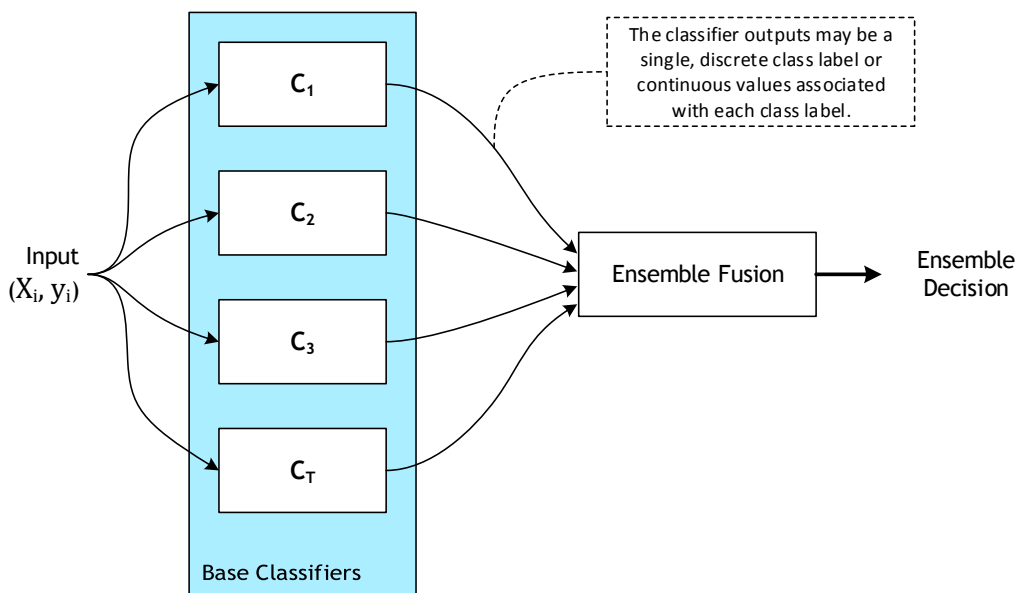 The classifier outputs may be a
single, discrete class label or
continuous values associated
with each class label.
C₁
C₂
Input
(Xᵢ, yᵢ)
Ensemble Fusion
Ensemble
Decision
C₃
C_T
Base Classifiers